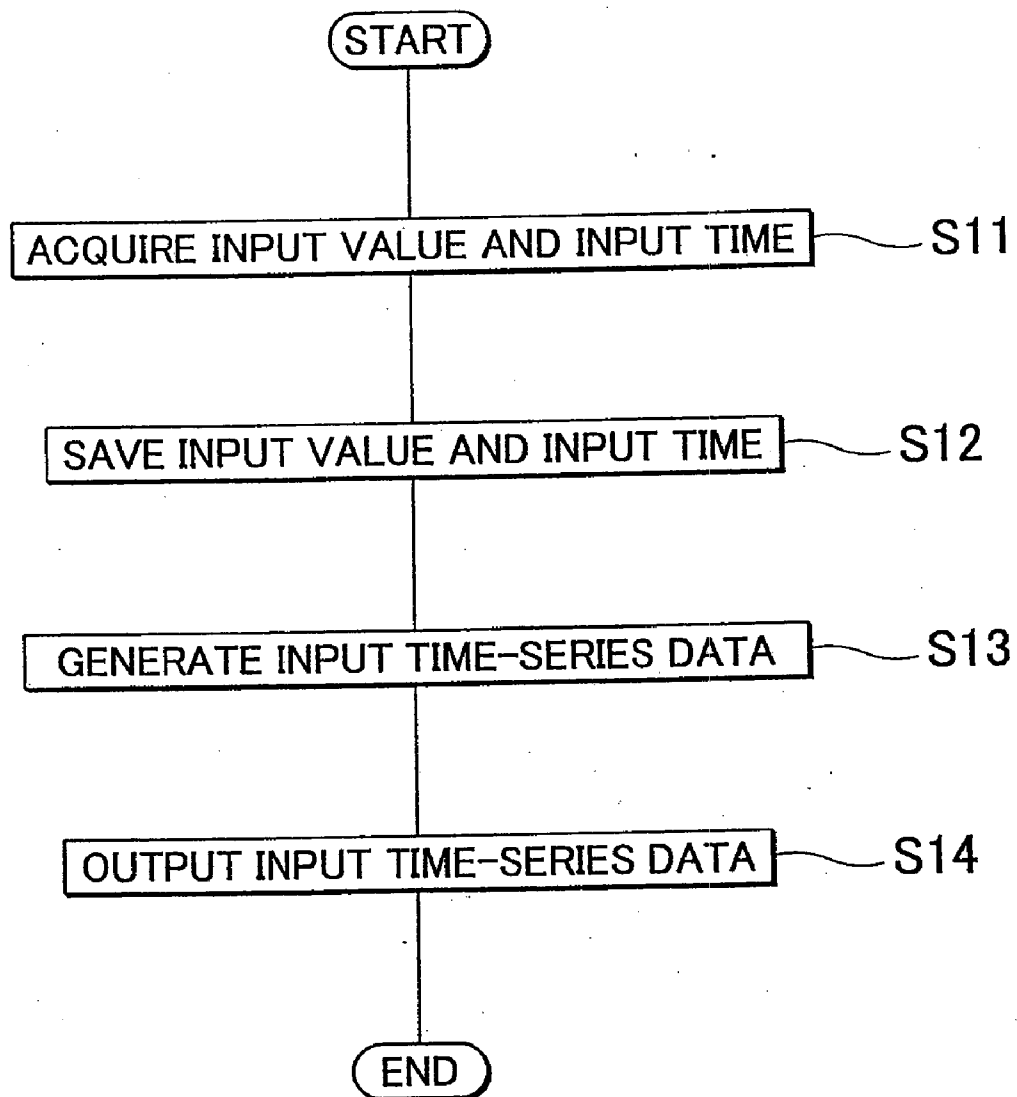 START
ACQUIRE INPUT VALUE AND INPUT TIME
S11
SAVE INPUT VALUE AND INPUT TIME
S12
GENERATE INPUT TIME-SERIES DATA
S13
OUTPUT INPUT TIME-SERIES DATA
S14
END